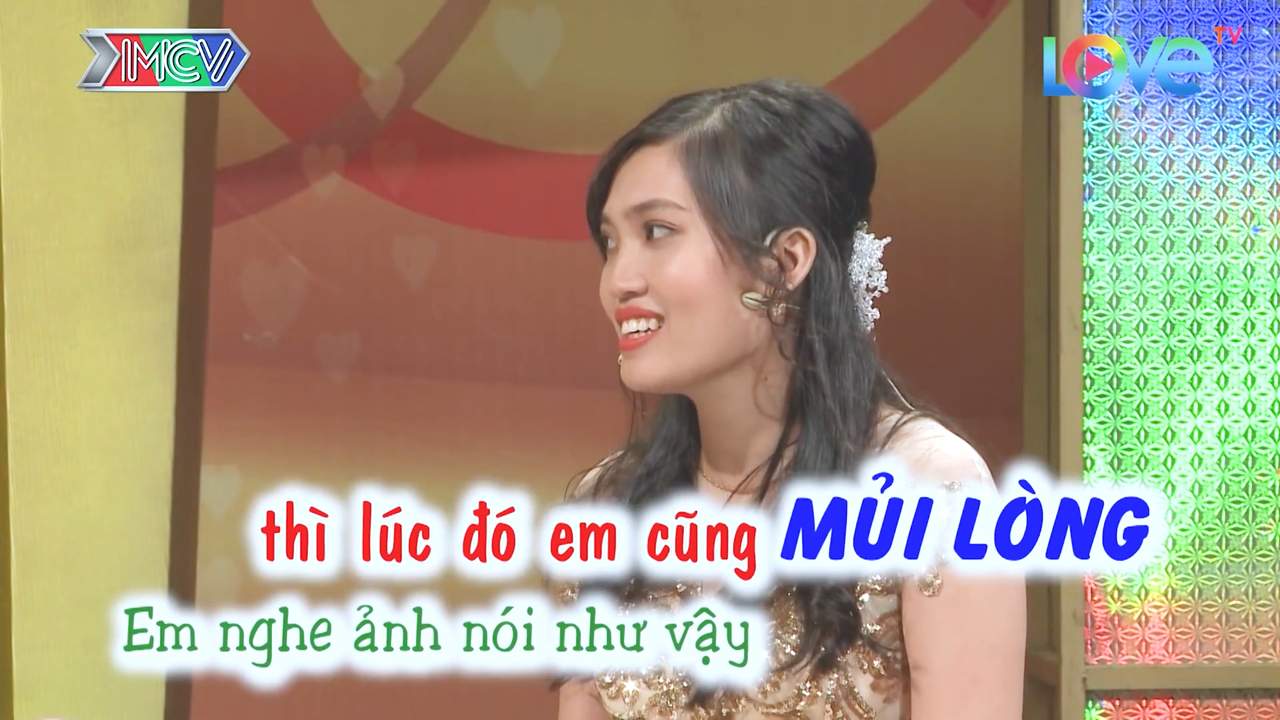 MCV
LOVE TV
thì lúc đó em cũng MỦI LÒNG
Em nghe ảnh nói như vậy